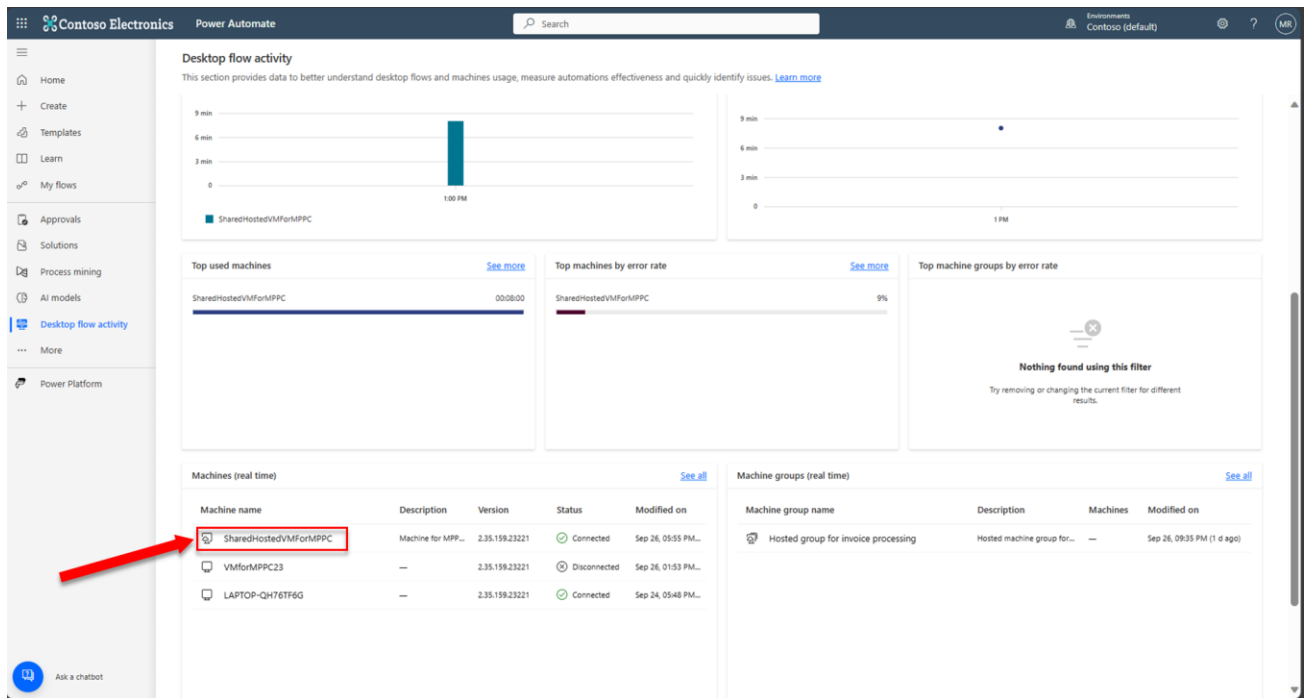 Contoso Electronics
Power Automate
Search
Environments
Contoso (default)
?
MR
Home
Create
Templates
Learn
My flows
Approvals
Solutions
Process mining
AI models
Desktop flow activity
More
Power Platform
Ask a chatbot
Desktop flow activity
This section provides data to better understand desktop flows and machines usage, measure automations effectiveness and quickly identify issues. Learn more
9 min
6 min
3 min
0
1:00 PM
SharedHostedVMForMPPC
9 min
6 min
3 min
0
1 PM
Top used machines See more
SharedHostedVMForMPPC 00:08:00
Top machines by error rate See more
SharedHostedVMForMPPC 9%
Top machine groups by error rate
Nothing found using this filter
Try removing or changing the current filter for different
results.
Machines (real time) See all
Machine name Description Version Status Modified on
SharedHostedVMForMPPC Machine for MPP... 2.35.159.23221 Connected Sep 26, 05:55 PM...
VMforMPPC23 — 2.35.159.23221 Disconnected Sep 26, 01:53 PM...
LAPTOP-QH76TF6G — 2.35.159.23221 Connected Sep 24, 05:48 PM...
Machine groups (real time) See all
Machine group name Description Machines Modified on
Hosted group for invoice processing Hosted machine group for... — Sep 26, 09:35 PM (1 d ago)